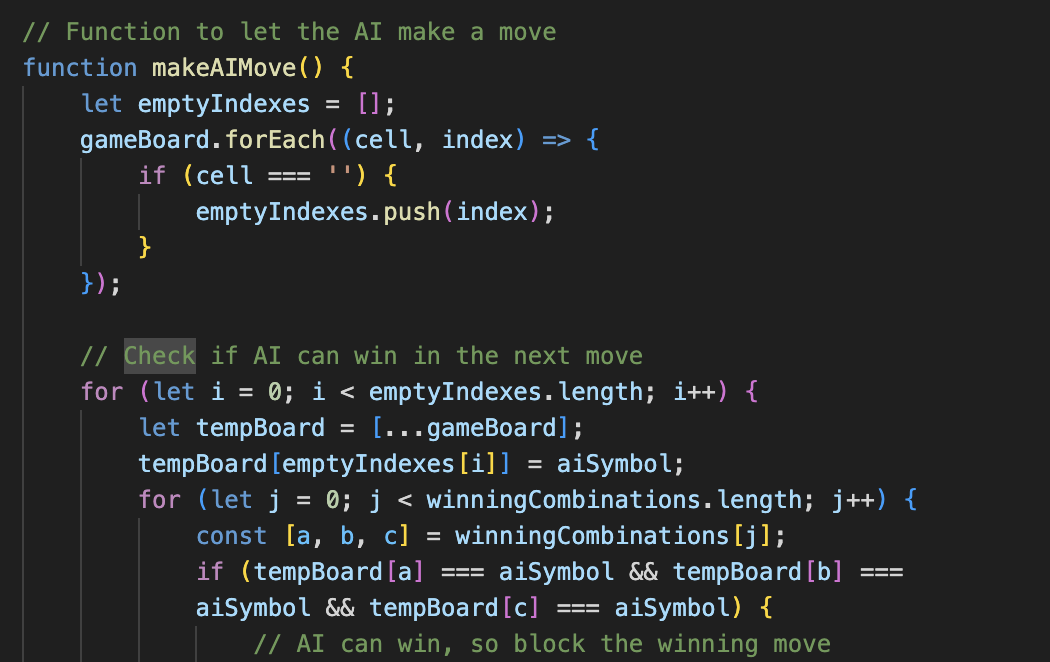 // Function to let the AI make a move
function makeAIMove() {
    let emptyIndexes = [];
    gameBoard.forEach((cell, index) => {
        if (cell === '') {
            emptyIndexes.push(index);
        }
    });

    // Check if AI can win in the next move
    for (let i = 0; i < emptyIndexes.length; i++) {
        let tempBoard = [...gameBoard];
        tempBoard[emptyIndexes[i]] = aiSymbol;
        for (let j = 0; j < winningCombinations.length; j++) {
            const [a, b, c] = winningCombinations[j];
            if (tempBoard[a] === aiSymbol && tempBoard[b] ===
            aiSymbol && tempBoard[c] === aiSymbol) {
                // AI can win, so block the winning move